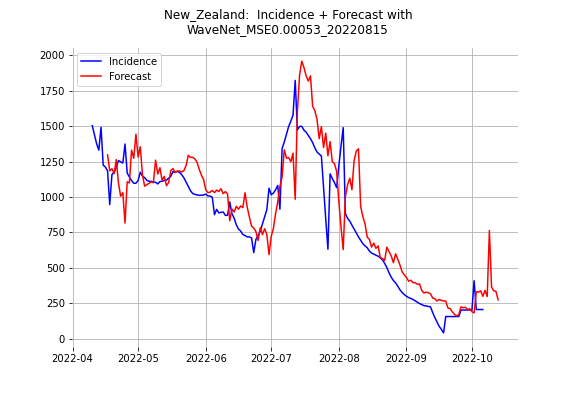 New_Zealand:  Incidence + Forecast with
WaveNet_MSE0.00053_20220815
Incidence
Forecast
2000
1750
1500
1250
1000
750
500
250
0
2022-04 2022-05 2022-06 2022-07 2022-08 2022-09 2022-10